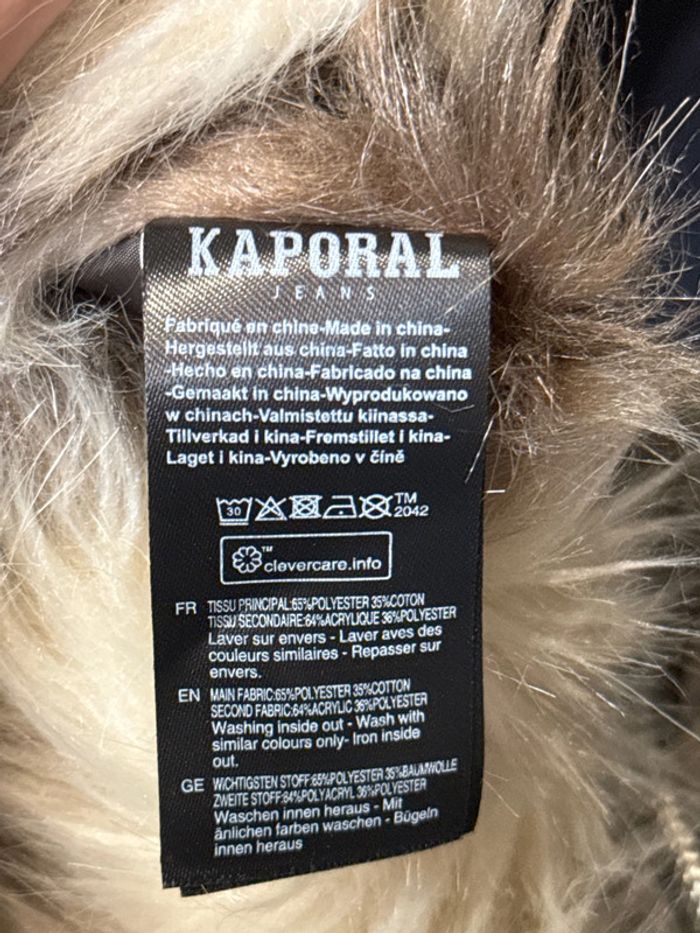 KAPORAL
JEANS
Fabriqué en chine-Made in china-
Hergestellt aus china-Fatto in china
-Hecho en china-Fabricado na china
-Gemaakt in china-Wyprodukowano
w chinach-Valmistettu kiinassa-
Tillverkad i kina-Fremstillet i kina-
Laget i kina-Vyrobeno v čině
30 TM
2042
TM clevercare.info
FR TISSU PRINCIPAL:65%POLYESTER 35%COTON
TISSU SECONDAIRE:64%ACRYLIQUE 36%POLYESTER
Laver sur envers - Laver aves des
couleurs similaires - Repasser sur
envers.
EN MAIN FABRIC:65%POLYESTER 35%COTTON
SECOND FABRIC:64%ACRYLIC 36%POLYESTER
Washing inside out - Wash with
similar colours only- Iron inside
out.
GE WICHTIGSTEN STOFF:65%POLYESTER 35%BAUMWOLLE
ZWEITE STOFF:64%POLYACRYL 36%POLYESTER
Waschen innen heraus - Mit
änlichen farben waschen - Bügeln
innen heraus